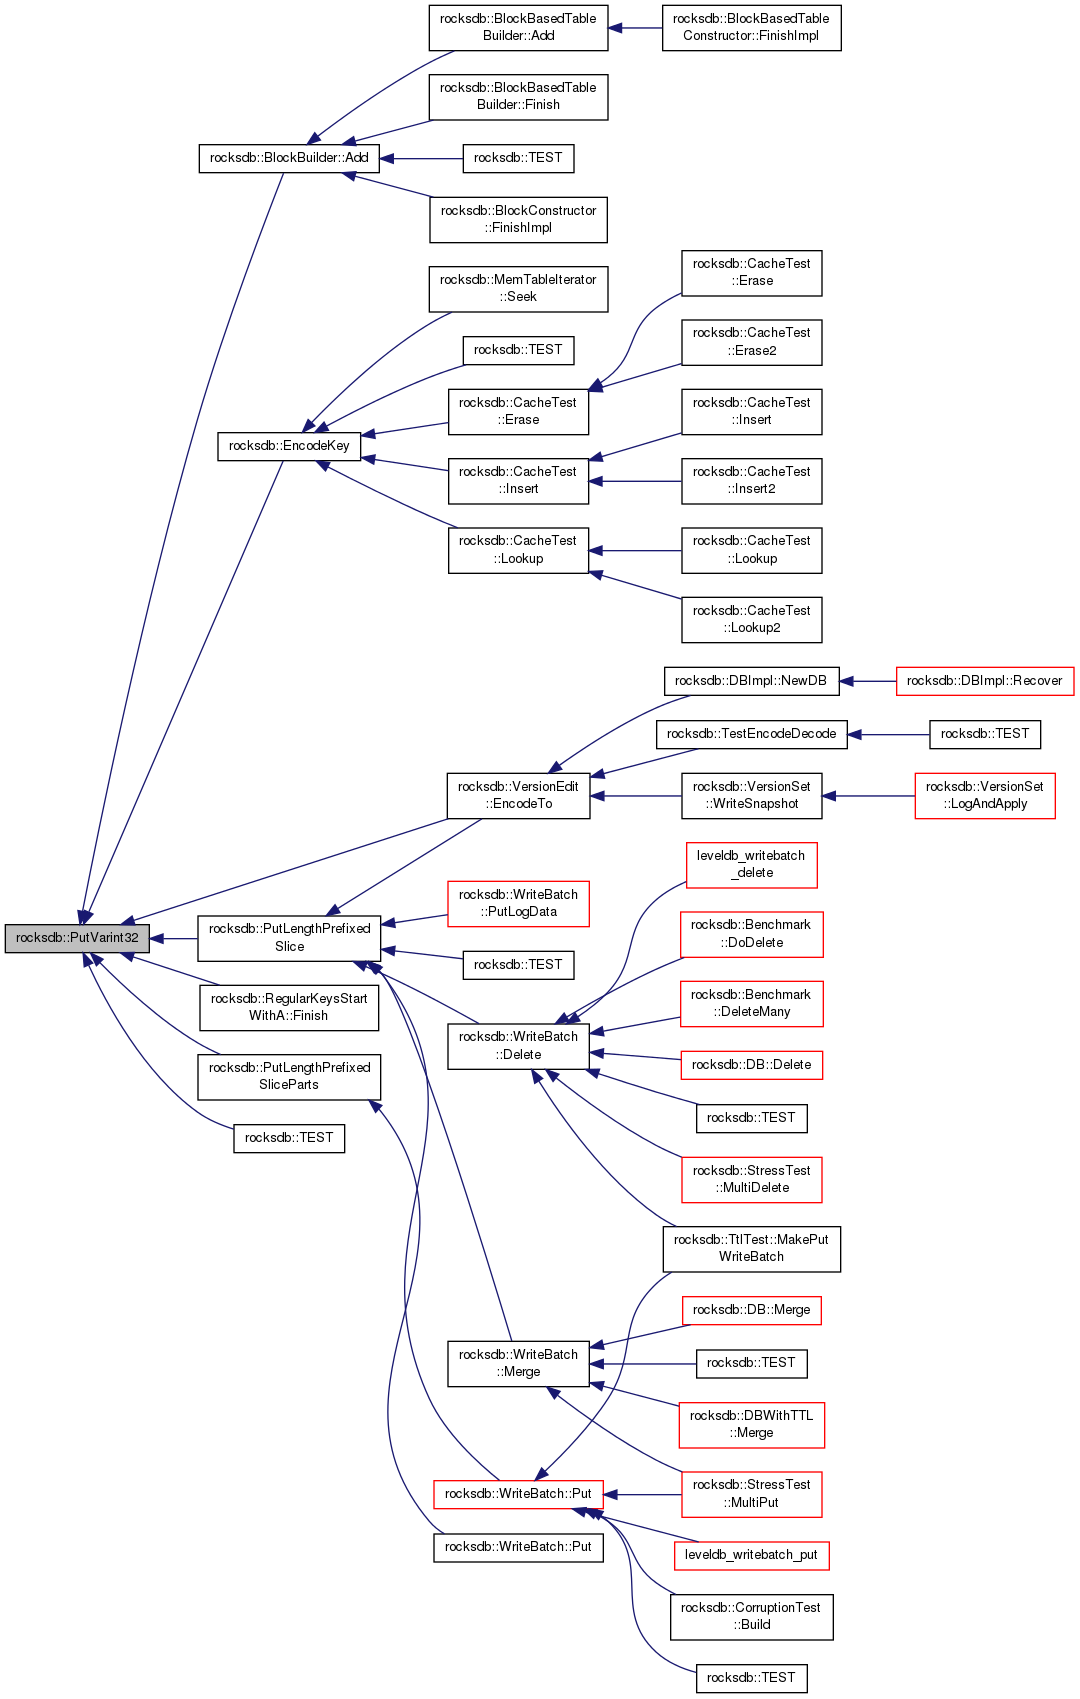 rocksdb::BlockBasedTable
Builder::Add
rocksdb::BlockBasedTable
Constructor::FinishImpl
rocksdb::BlockBasedTable
Builder::Finish
rocksdb::BlockBuilder::Add
rocksdb::TEST
rocksdb::BlockConstructor
::FinishImpl
rocksdb::CacheTest
::Erase
rocksdb::MemTableIterator
::Seek
rocksdb::CacheTest
::Erase2
rocksdb::TEST
rocksdb::CacheTest
::Erase
rocksdb::CacheTest
::Insert
rocksdb::EncodeKey
rocksdb::CacheTest
::Insert
rocksdb::CacheTest
::Insert2
rocksdb::CacheTest
::Lookup
rocksdb::CacheTest
::Lookup
rocksdb::CacheTest
::Lookup2
rocksdb::DBImpl::NewDB
rocksdb::DBImpl::Recover
rocksdb::TestEncodeDecode
rocksdb::TEST
rocksdb::VersionEdit
::EncodeTo
rocksdb::VersionSet
::WriteSnapshot
rocksdb::VersionSet
::LogAndApply
leveldb_writebatch
_delete
rocksdb::WriteBatch
::PutLogData
rocksdb::PutVarint32
rocksdb::PutLengthPrefixed
Slice
rocksdb::Benchmark
::DoDelete
rocksdb::TEST
rocksdb::RegularKeysStart
WithA::Finish
rocksdb::Benchmark
::DeleteMany
rocksdb::WriteBatch
::Delete
rocksdb::DB::Delete
rocksdb::PutLengthPrefixed
SliceParts
rocksdb::TEST
rocksdb::TEST
rocksdb::StressTest
::MultiDelete
rocksdb::TtlTest::MakePut
WriteBatch
rocksdb::DB::Merge
rocksdb::WriteBatch
::Merge
rocksdb::TEST
rocksdb::DBWithTTL
::Merge
rocksdb::WriteBatch::Put
rocksdb::StressTest
::MultiPut
rocksdb::WriteBatch::Put
leveldb_writebatch_put
rocksdb::CorruptionTest
::Build
rocksdb::TEST